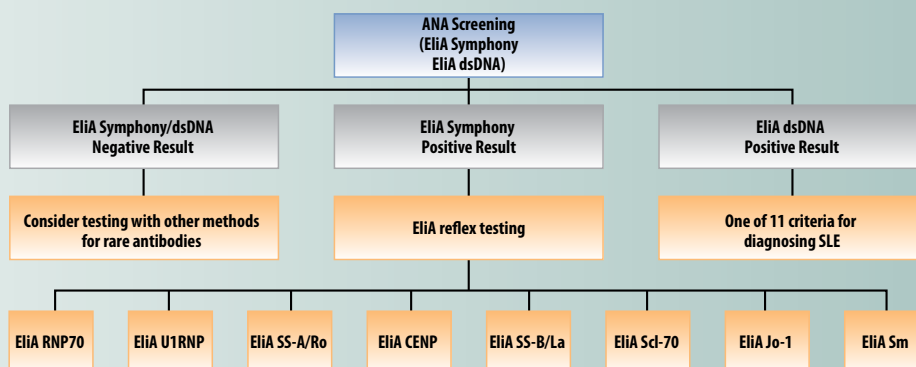 ANA Screening
(EliA Symphony
EliA dsDNA)
EliA Symphony/dsDNA
Negative Result
EliA Symphony
Positive Result
EliA dsDNA
Positive Result
Consider testing with other methods
for rare antibodies
EliA reflex testing
One of 11 criteria for
diagnosing SLE
EliA RNP70
EliA U1RNP
EliA SS-A/Ro
EliA CENP
EliA SS-B/La
EliA Scl-70
EliA Jo-1
EliA Sm